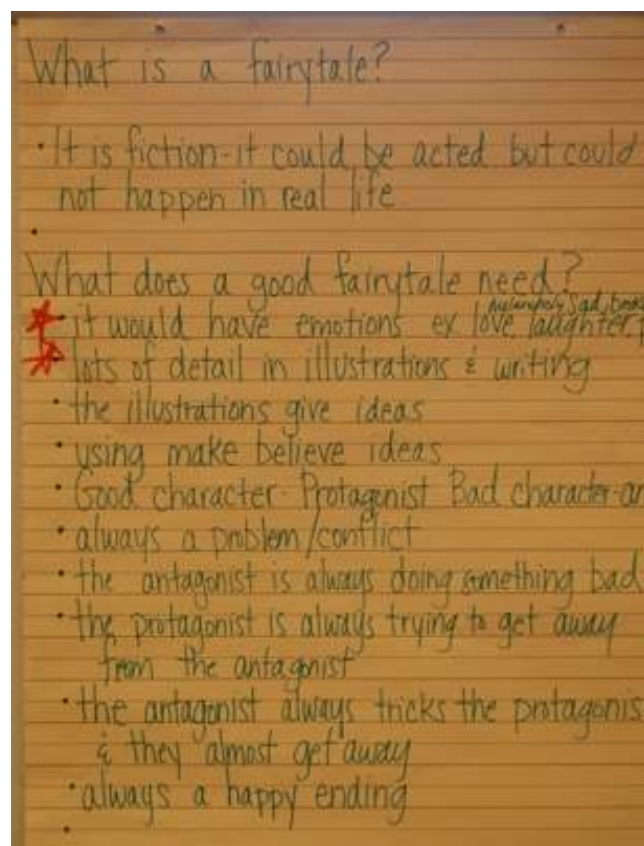 What is a fairytale?
• It is fiction-it could be acted but could
not happen in real life
•
What does a good fairytale need?
melancholy Sad,
it would have emotions ex love, laughter,
lots of detail in illustrations & writing
• the illustrations give ideas
• using make believe ideas
• Good character - Protagonist Bad character-an
• always a problem/conflict
• the antagonist is always doing something bad
• the protagonist is always trying to get away
from the antagonist
• the antagonist always tricks the protagonis
& they almost get away
• always a happy ending
•